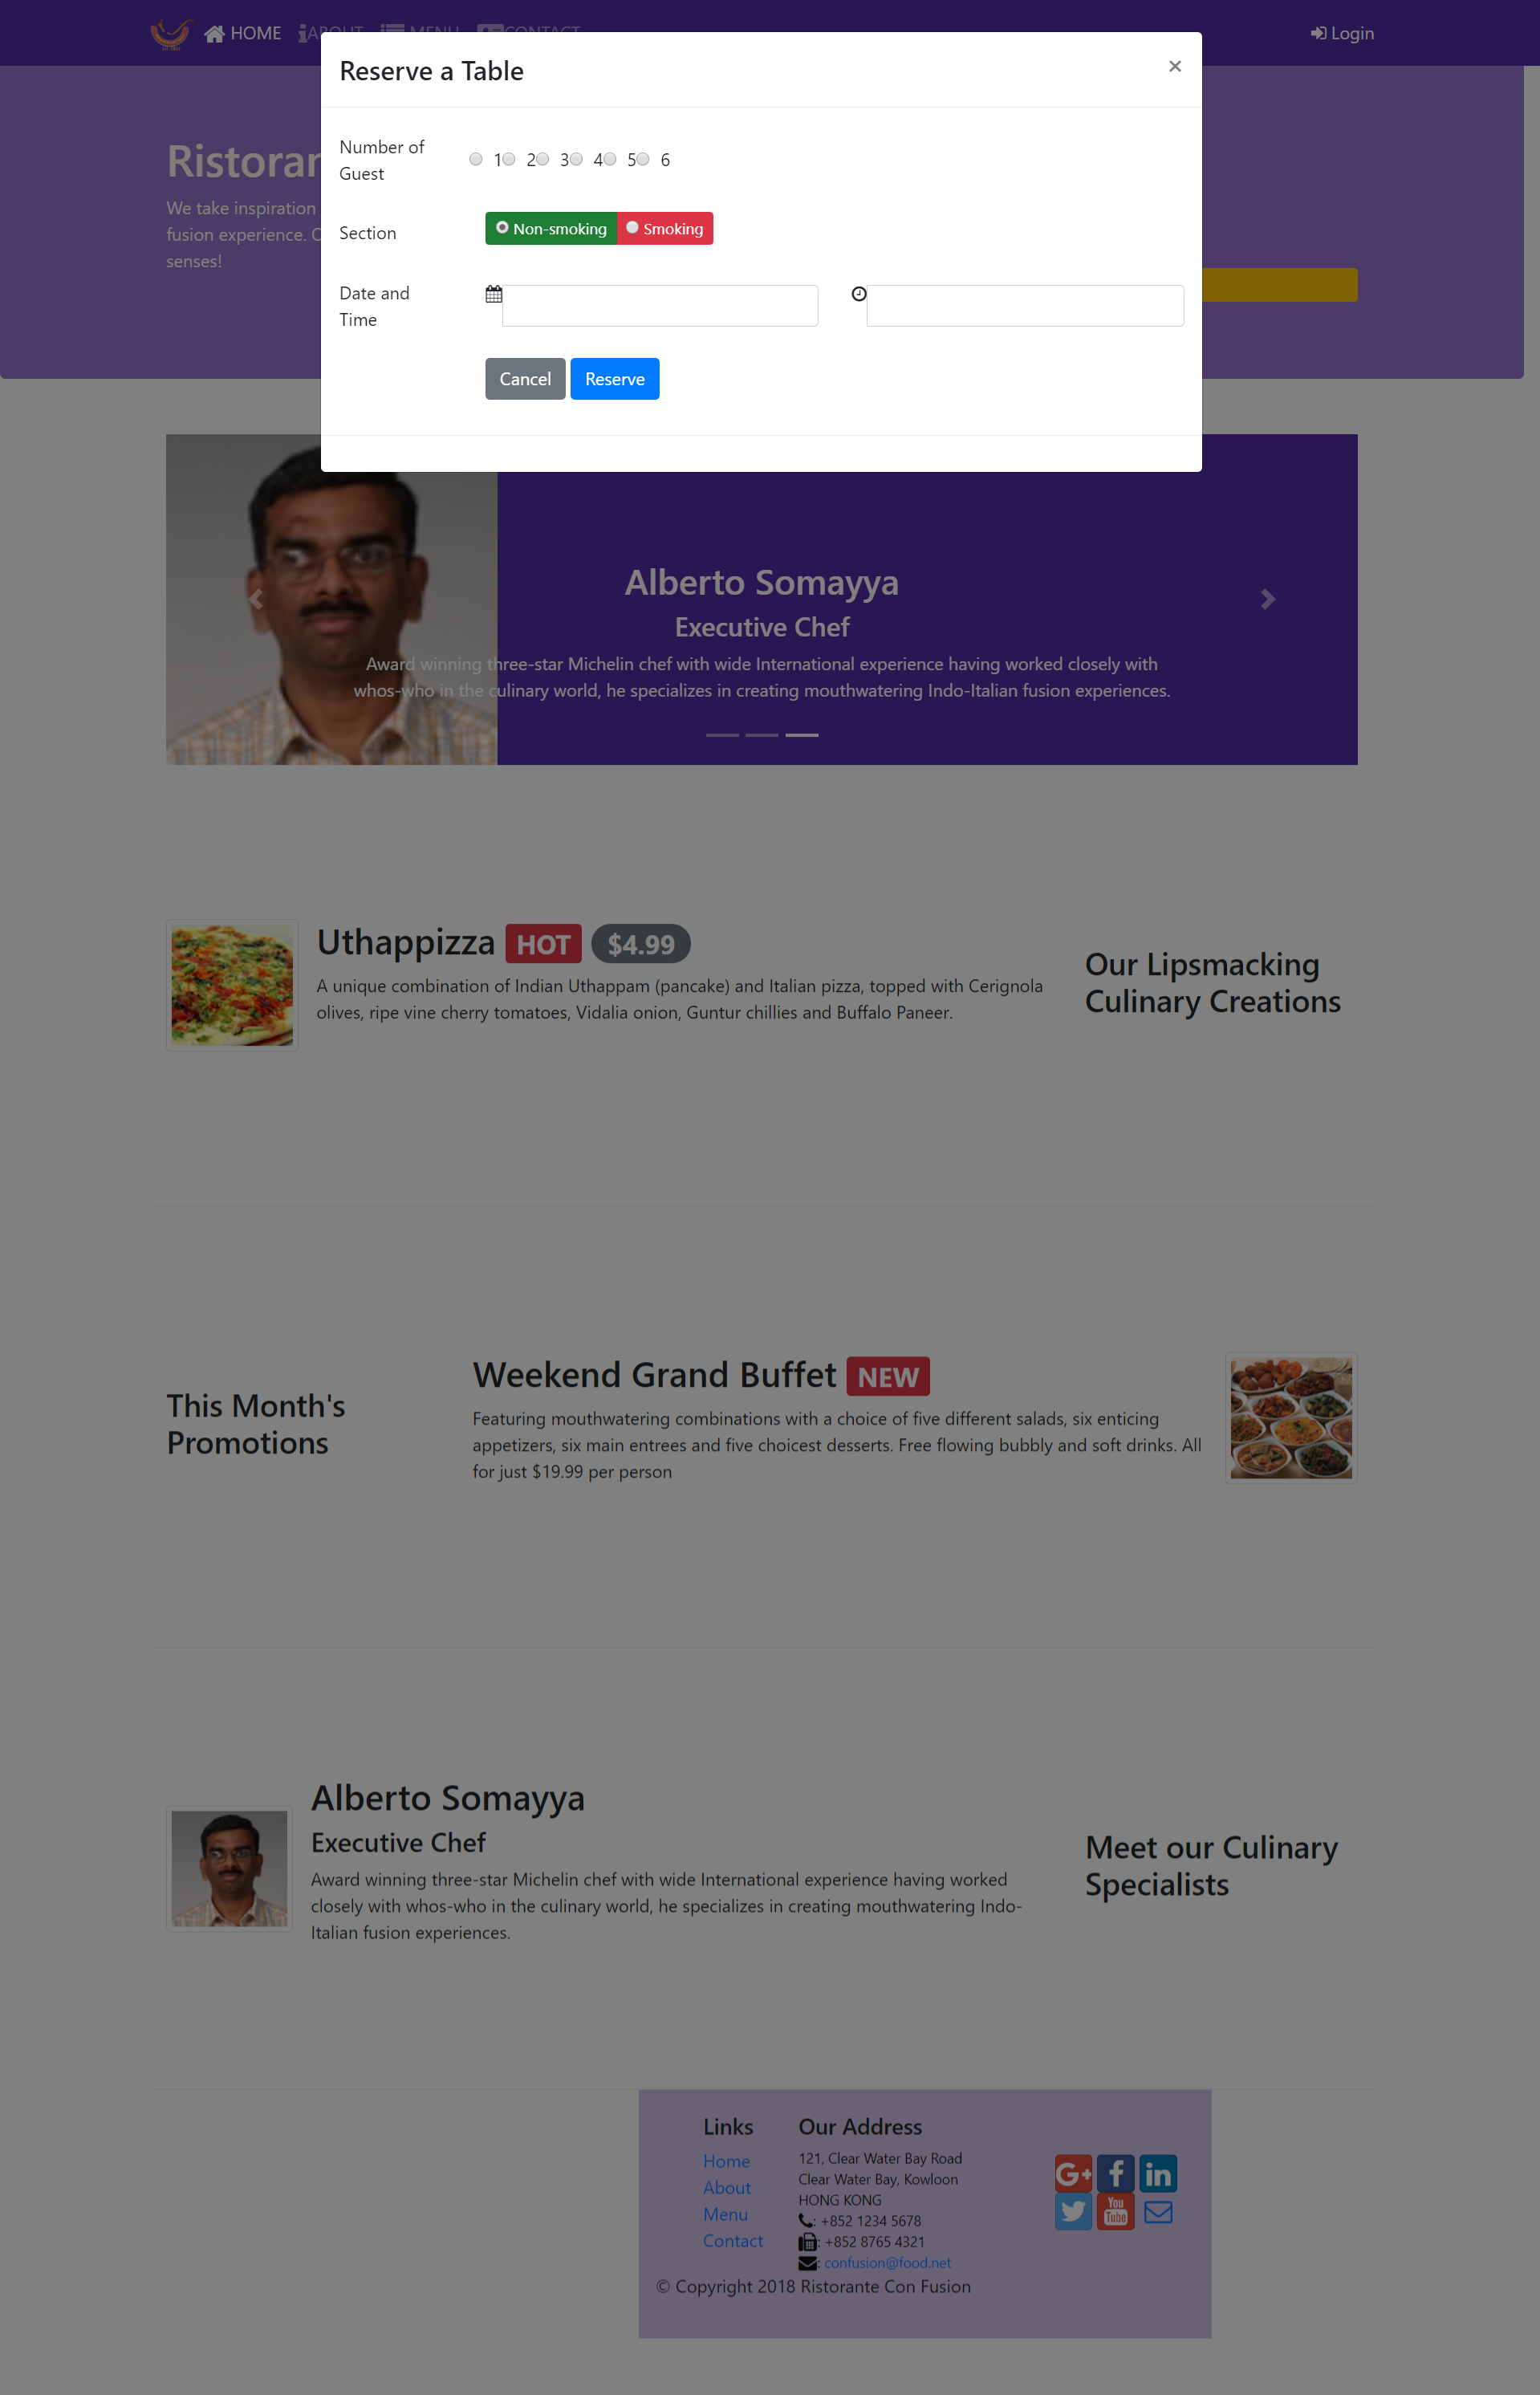 HOME
ABOUT
MENU
CONTACT
Login
Reserve a Table
×
Number of
Guest
1 2 3 4 5 6
Section
Non-smoking
Smoking
Date and
Time
Cancel
Reserve
Ristoran
We take inspiration
fusion experience.
senses!
Alberto Somayya
Executive Chef
Award winning three-star Michelin chef with wide International experience having worked closely with
whos-who in the culinary world, he specializes in creating mouthwatering Indo-Italian fusion experiences.
Uthappizza HOT $4.99
A unique combination of Indian Uthappam (pancake) and Italian pizza, topped with Cerignola
olives, ripe vine cherry tomatoes, Vidalia onion, Guntur chillies and Buffalo Paneer.
Our Lipsmacking
Culinary Creations
This Month's
Promotions
Weekend Grand Buffet NEW
Featuring mouthwatering combinations with a choice of five different salads, six enticing
appetizers, six main entrees and five choicest desserts. Free flowing bubbly and soft drinks. All
for just $19.99 per person
Alberto Somayya
Executive Chef
Award winning three-star Michelin chef with wide International experience having worked
closely with whos-who in the culinary world, he specializes in creating mouthwatering Indo-
Italian fusion experiences.
Meet our Culinary
Specialists
Links
Home
About
Menu
Contact
Our Address
121, Clear Water Bay Road
Clear Water Bay, Kowloon
HONG KONG
: +852 1234 5678
: +852 8765 4321
: confusion@food.net
G+ f in
You
Tube
© Copyright 2018 Ristorante Con Fusion